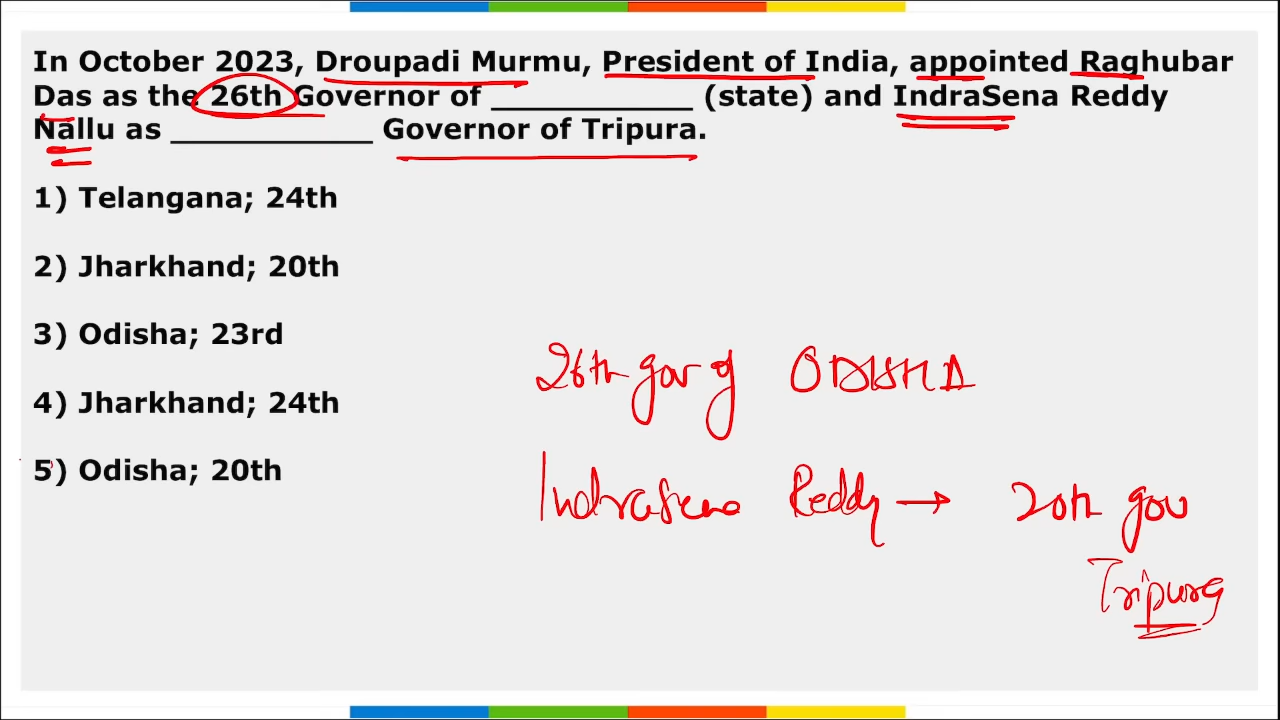 In October 2023, Droupadi Murmu, President of India, appointed Raghubar
Das as the 26th Governor of ____________ (state) and IndraSena Reddy
Nallu as ____________ Governor of Tripura.
1) Telangana; 24th
2) Jharkhand; 20th
3) Odisha; 23rd
4) Jharkhand; 24th
5) Odisha; 20th
26th gov of ODISHA
IndraSena Reddy → 20th gov
Tripura